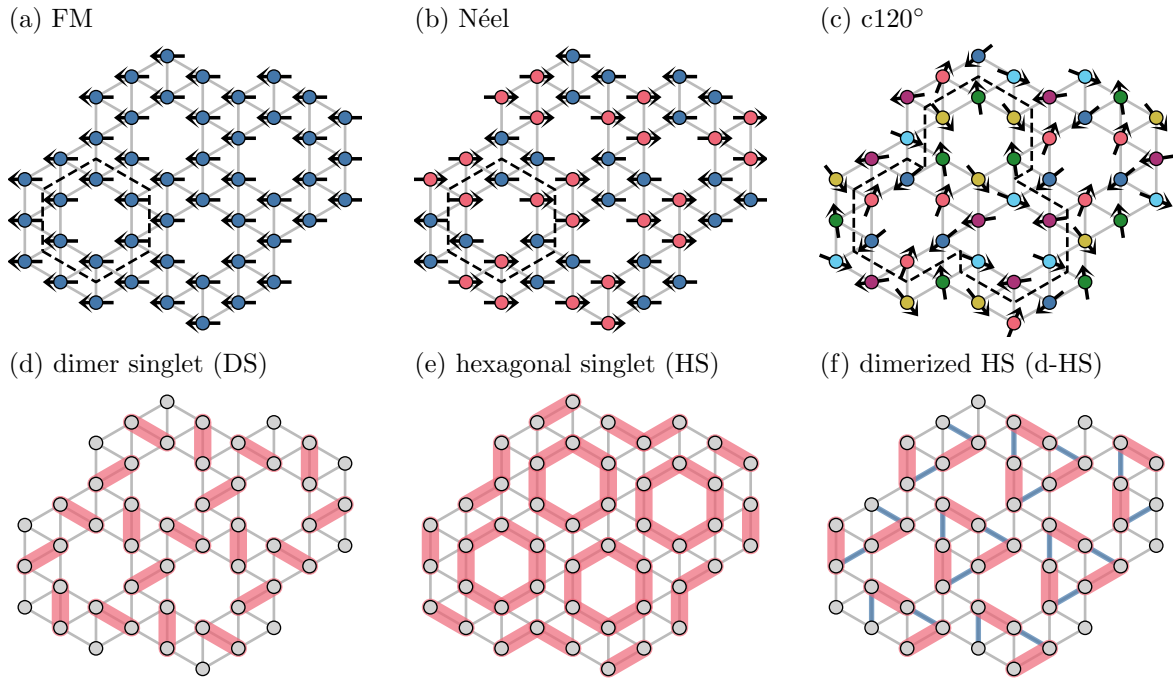 (a) FM
(b) Néel
(c) c120°
(d) dimer singlet (DS)
(e) hexagonal singlet (HS)
(f) dimerized HS (d-HS)